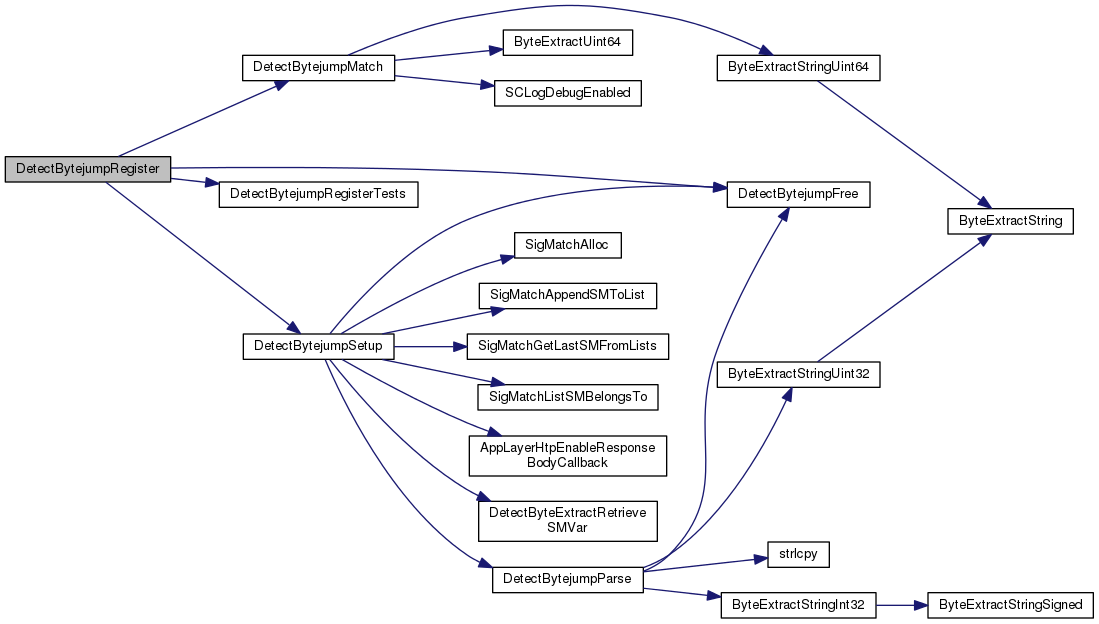 DetectBytejumpRegister
DetectBytejumpMatch
ByteExtractUint64
SCLogDebugEnabled
ByteExtractStringUint64
DetectBytejumpRegisterTests
DetectBytejumpFree
ByteExtractString
SigMatchAlloc
SigMatchAppendSMToList
DetectBytejumpSetup
SigMatchGetLastSMFromLists
SigMatchListSMBelongsTo
ByteExtractStringUint32
AppLayerHtpEnableResponse
BodyCallback
DetectByteExtractRetrieve
SMVar
DetectBytejumpParse
strlcpy
ByteExtractStringInt32
ByteExtractStringSigned